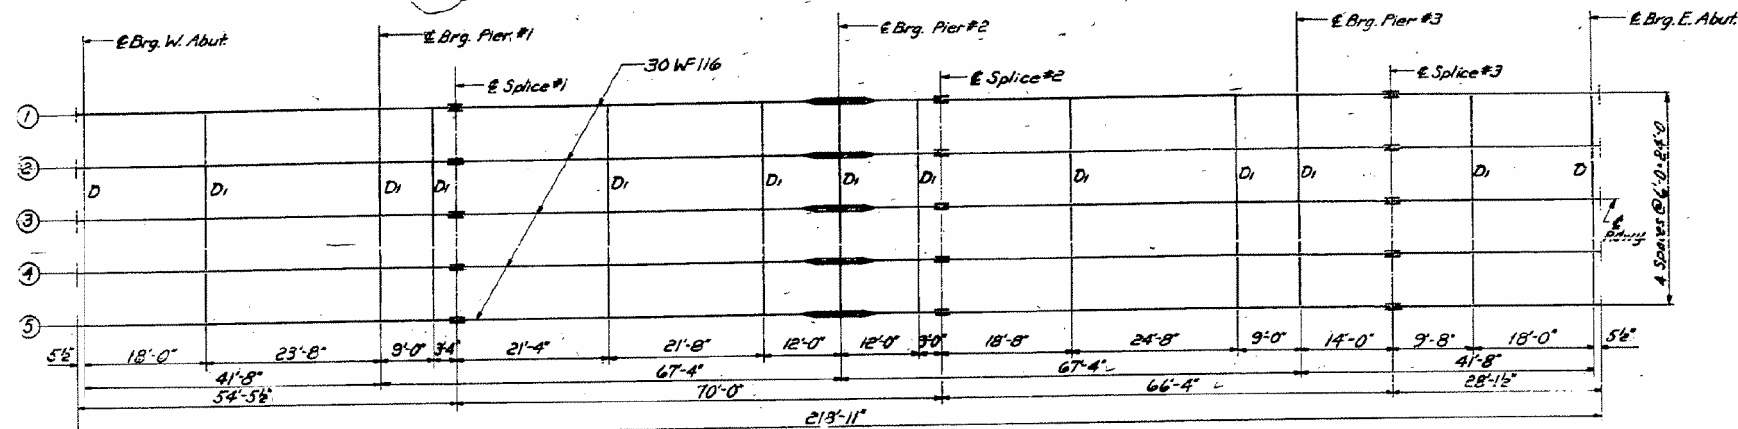 ℄ Brg. W. Abut.
℄ Brg. Pier #1
℄ Brg. Pier #2
℄ Brg. Pier #3
℄ Brg. E. Abut.
30 WF 116
℄ Splice #1
℄ Splice #2
℄ Splice #3
1
2
3
4
5
D D₁ D₁ D₁ D₁ D₁ D₁ D₁ D₁ D₁ D₁ D₁ D
℄ Rdwy
4 Spaces @ 6'-0"=24'-0
5½" 18'-0" 23'-8" 9'-0" 3'-4" 21'-4" 21'-8" 12'-0" 12'-0" 3'-0" 18'-8" 24'-8" 9'-0" 14'-0" 9'-8" 18'-0" 5½"
41'-8" 67'-4" 67'-4" 41'-8"
54'-5½" 70'-0" 66'-4" 28'-1½"
218'-11"